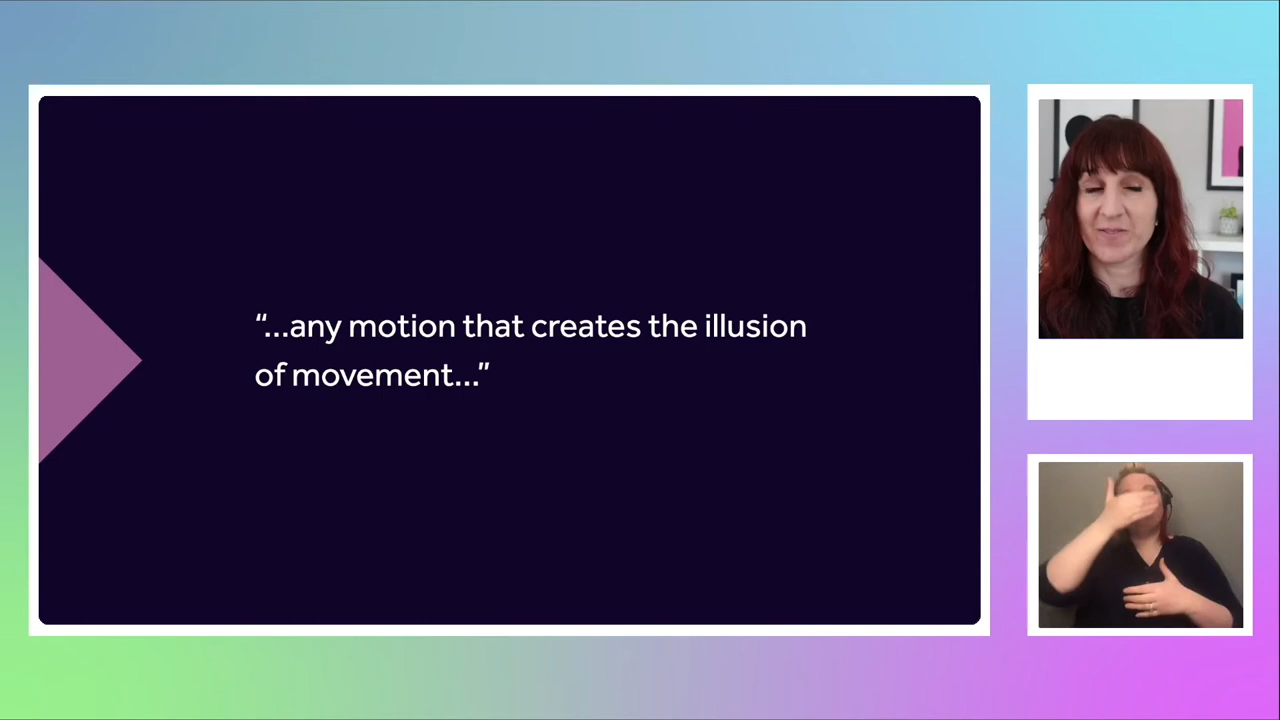 “...any motion that creates the illusion
of movement...”